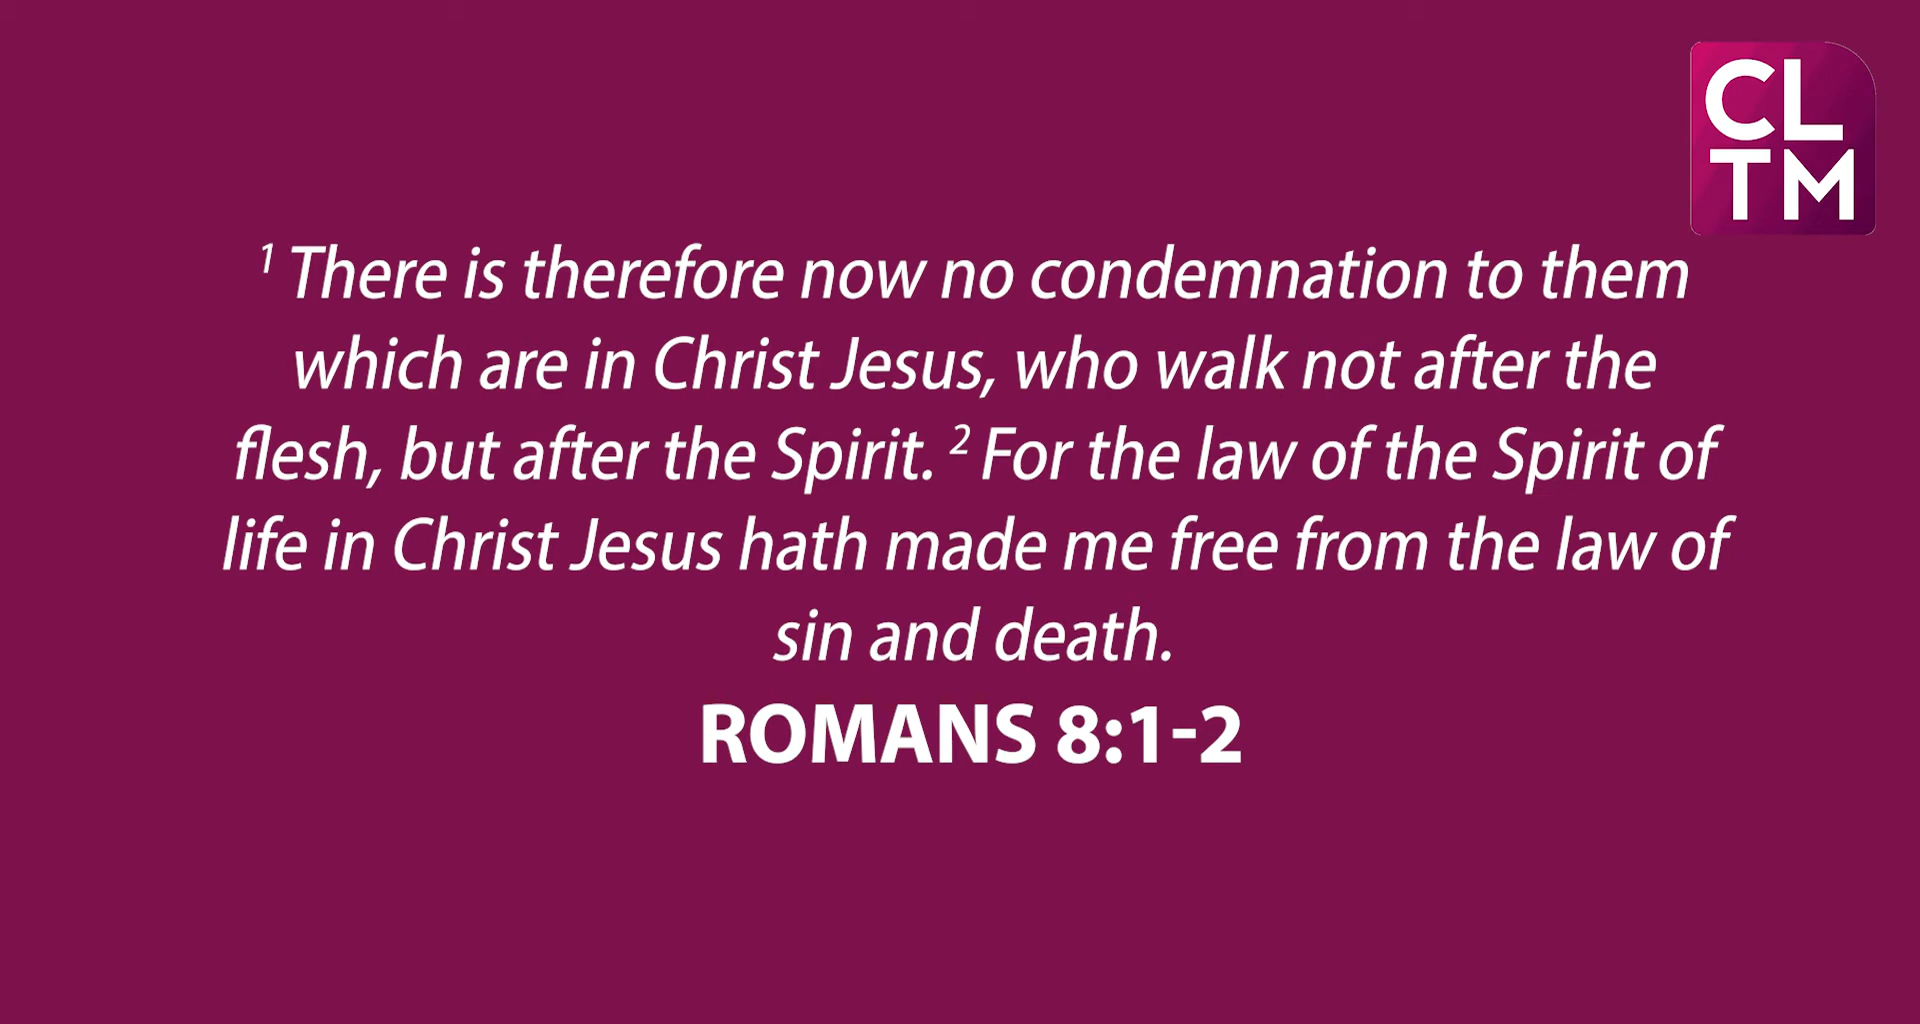 CL
TM
¹ There is therefore now no condemnation to them
which are in Christ Jesus, who walk not after the
flesh, but after the Spirit. ² For the law of the Spirit of
life in Christ Jesus hath made me free from the law of
sin and death.
ROMANS 8:1-2